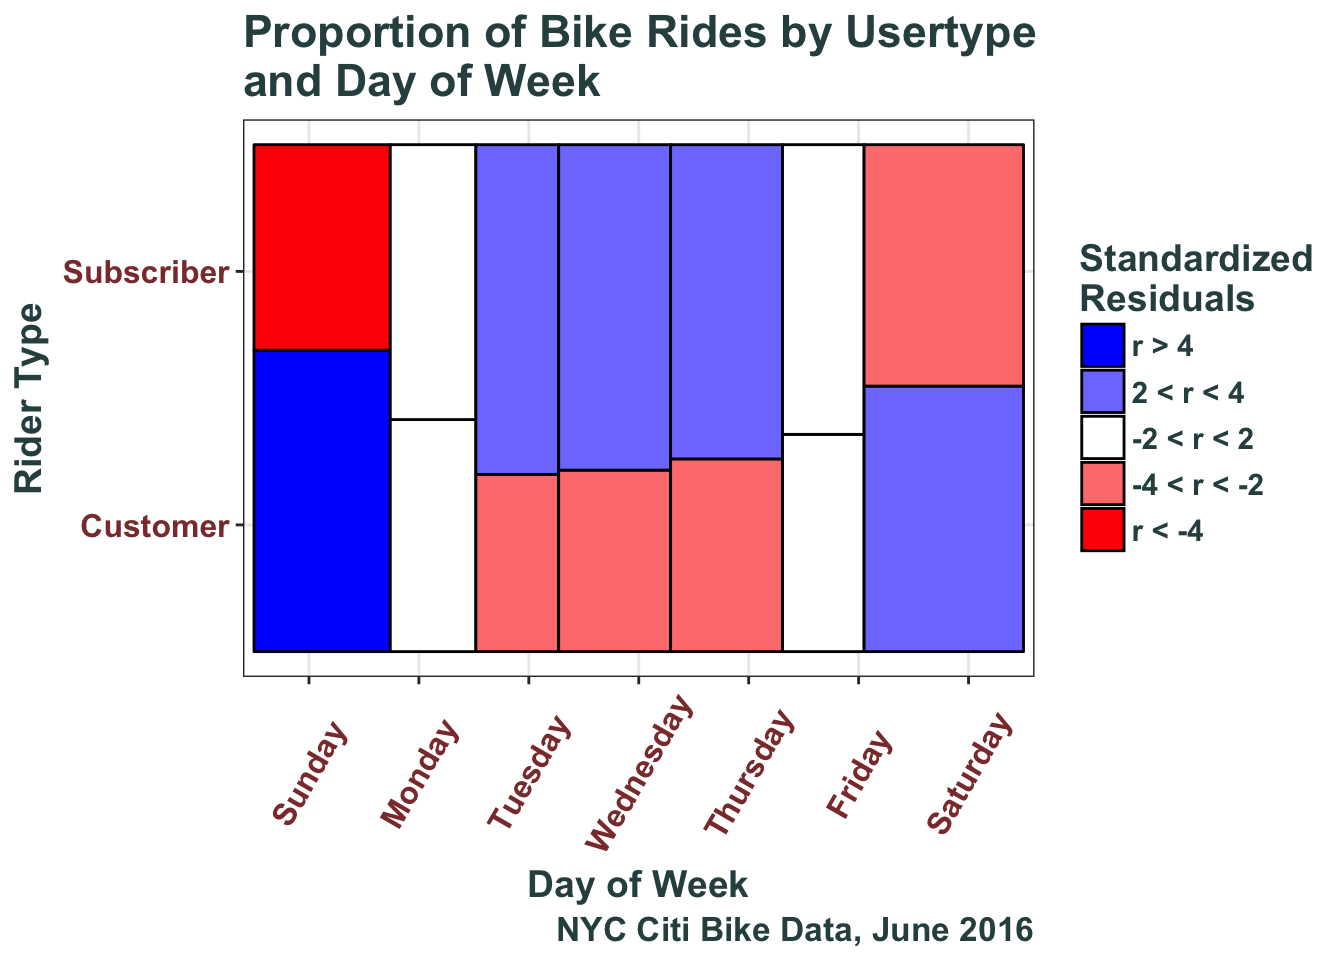 Proportion of Bike Rides by Usertype
and Day of Week
Rider Type
Subscriber
Customer
Sunday
Monday
Tuesday
Wednesday
Thursday
Friday
Saturday
Day of Week
NYC Citi Bike Data, June 2016
Standardized
Residuals
r > 4
2 < r < 4
-2 < r < 2
-4 < r < -2
r < -4